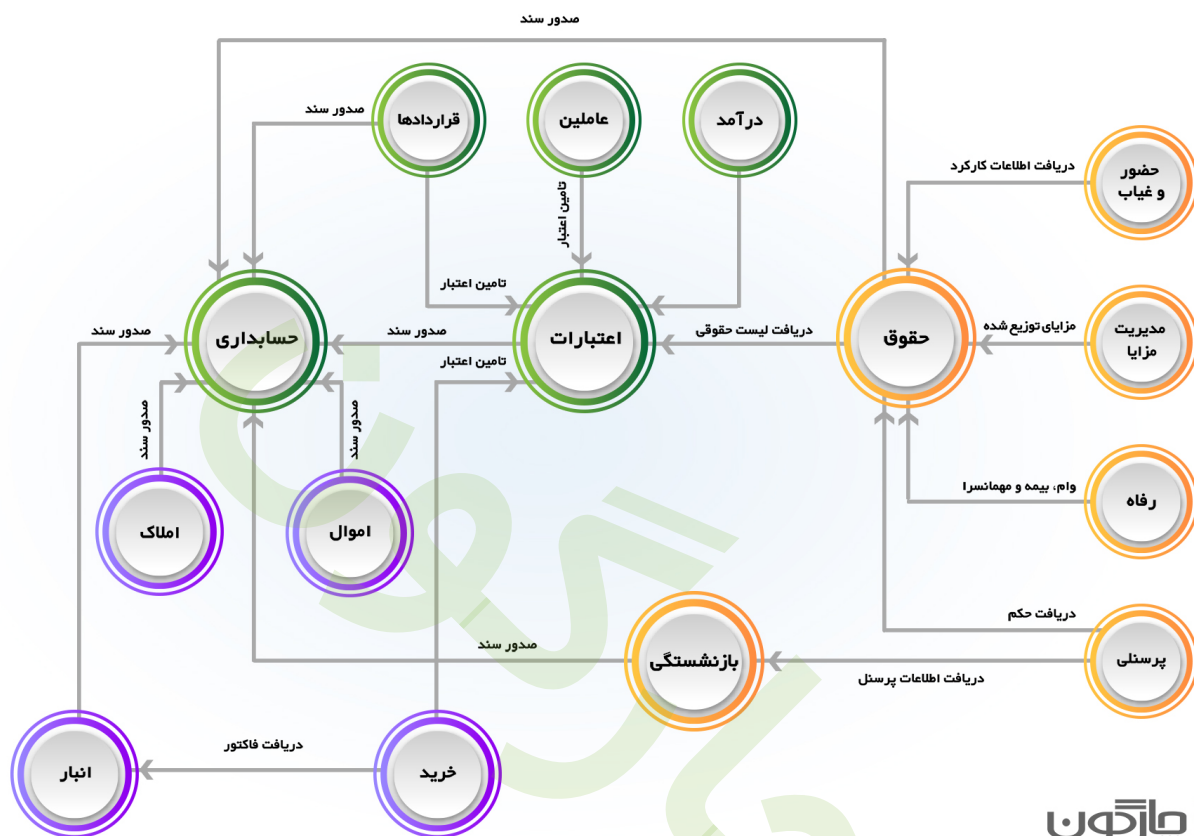 صدور سند
درآمد
عاملین
قراردادها
صدور سند
حضور
و غیاب
دریافت اطلاعات کارکرد
تامین اعتبار
تامین اعتبار
مدیریت
مزایا
مزایای توزیع شده
حقوق
دریافت لیست حقوقی
اعتبارات
صدور سند
حسابداری
صدور سند
تامین اعتبار
صدور سند
صدور سند
رفاه
وام، بیمه و مهمانسرا
اموال
املاک
پرسنلی
دریافت حکم
دریافت اطلاعات پرسنل
بازنشستگی
صدور سند
خرید
دریافت فاکتور
انبار